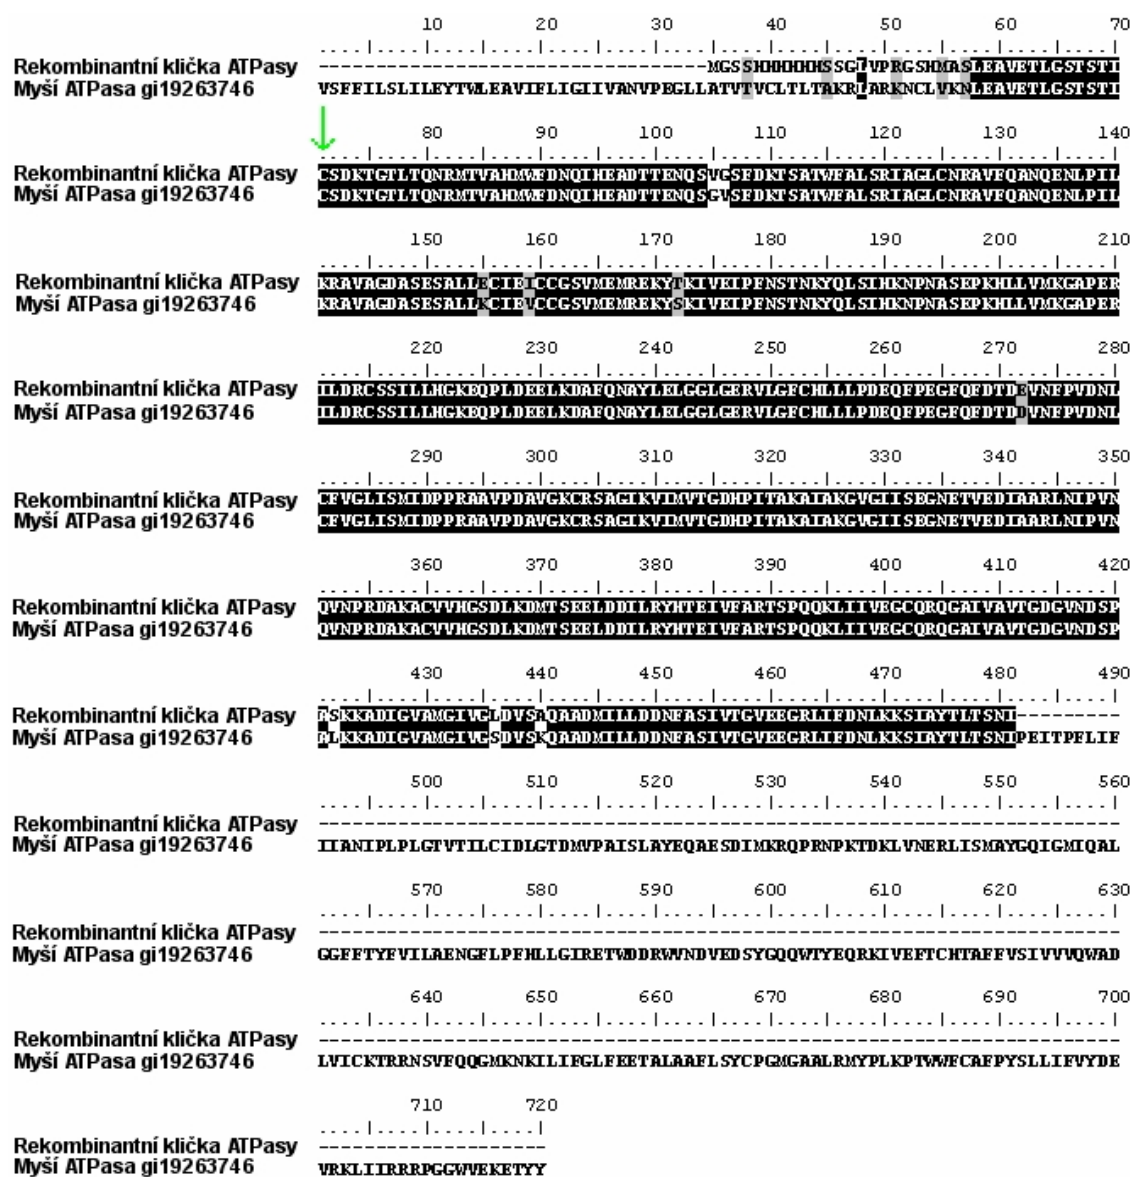 10 20 30 40 50 60 70
....|....|....|....|....|....|....|....|....|....|....|....|....|....|
Rekombinantní klička ATPasy ----------------------------------MGSSHHHHHHSSGLVPRGSHMASLEAVETLGSTSTI
Myší ATPasa gi19263746 VSFFILSLILEYTWLEAVIFLIGIIVANVPEGLLATVTVCLTLTAKRLARKNCLVKNLEAVETLGSTSTI
80 90 100 110 120 130 140
....|....|....|....|....|....|....|....|....|....|....|....|....|....|
Rekombinantní klička ATPasy CSDKTGTLTQNRMTVAHMWFDNQIHEADTTENQSVGSFDKTSATWFALSRIAGLCNRAVFQANQENLPIL
Myší ATPasa gi19263746 CSDKTGTLTQNRMTVAHMWFDNQIHEADTTENQSGVSFDKTSATWFALSRIAGLCNRAVFQANQENLPIL
150 160 170 180 190 200 210
....|....|....|....|....|....|....|....|....|....|....|....|....|....|
Rekombinantní klička ATPasy KRAVAGDASESALLECIEICCGSVMEMREKYTKIVEIPFNSTNKYQLSIHKNPNASEPKHLLVMKGAPER
Myší ATPasa gi19263746 KRAVAGDASESALLKCIEVCCGSVMEMREKYSKIVEIPFNSTNKYQLSIHKNPNASEPKHLLVMKGAPER
220 230 240 250 260 270 280
....|....|....|....|....|....|....|....|....|....|....|....|....|....|
Rekombinantní klička ATPasy ILDRCSSILLHGKEQPLDEELKDAFQNAYLELGGLGERVLGFCHLLLPDEQFPEGFQFDTDEVNFPVDNL
Myší ATPasa gi19263746 ILDRCSSILLHGKEQPLDEELKDAFQNAYLELGGLGERVLGFCHLLLPDEQFPEGFQFDTDDVNFPVDNL
290 300 310 320 330 340 350
....|....|....|....|....|....|....|....|....|....|....|....|....|....|
Rekombinantní klička ATPasy CFVGLISMIDPPRAAVPDAVGKCRSAGIKVIMVTGDHPITAKAIAKGVGIISEGNETVEDIAARLNIPVN
Myší ATPasa gi19263746 CFVGLISMIDPPRAAVPDAVGKCRSAGIKVIMVTGDHPITAKAIAKGVGIISEGNETVEDIAARLNIPVN
360 370 380 390 400 410 420
....|....|....|....|....|....|....|....|....|....|....|....|....|....|
Rekombinantní klička ATPasy QVNPRDAKACVVHGSDLKDMTSEELDDILRYHTEIVFARTSPQQKLIIVEGCQRQGAIVAVTGDGVNDSP
Myší ATPasa gi19263746 QVNPRDAKACVVHGSDLKDMTSEELDDILRYHTEIVFARTSPQQKLIIVEGCQRQGAIVAVTGDGVNDSP
430 440 450 460 470 480 490
....|....|....|....|....|....|....|....|....|....|....|....|....|....|
Rekombinantní klička ATPasy ASKKADIGVAMGIVGLDVSAQAADMILLDDNFASIVTGVEEGRLIFDNLKKSIAYTLTSNI---------
Myší ATPasa gi19263746 ALKKADIGVAMGIVGSDVSKQAADMILLDDNFASIVTGVEEGRLIFDNLKKSIAYTLTSNIPEITPFLIF
500 510 520 530 540 550 560
....|....|....|....|....|....|....|....|....|....|....|....|....|....|
Rekombinantní klička ATPasy ----------------------------------------------------------------------
Myší ATPasa gi19263746 IIANIPLPLGTVTILCIDLGTDMVPAISLAYEQAESDIMKRQPRNPKTDKLVNERLISMAYGQIGMIQAL
570 580 590 600 610 620 630
....|....|....|....|....|....|....|....|....|....|....|....|....|....|
Rekombinantní klička ATPasy ----------------------------------------------------------------------
Myší ATPasa gi19263746 GGFFTYFVILAENGFLPFHLLGIRETWDDRWVNDVEDSYGQQWTYEQRKIVEFTCHTAFFVSIVVVQWAD
640 650 660 670 680 690 700
....|....|....|....|....|....|....|....|....|....|....|....|....|....|
Rekombinantní klička ATPasy ----------------------------------------------------------------------
Myší ATPasa gi19263746 LVICKTRRNSVFQQGMKNKILIFGLFEETALAAFLSYCPGMGAALRMYPLKPTWWFCAFPYSLLIFVYDE
710 720
....|....|....|....|
Rekombinantní klička ATPasy --------------------
Myší ATPasa gi19263746 VRKLIIRRRPGGWVEKETYY